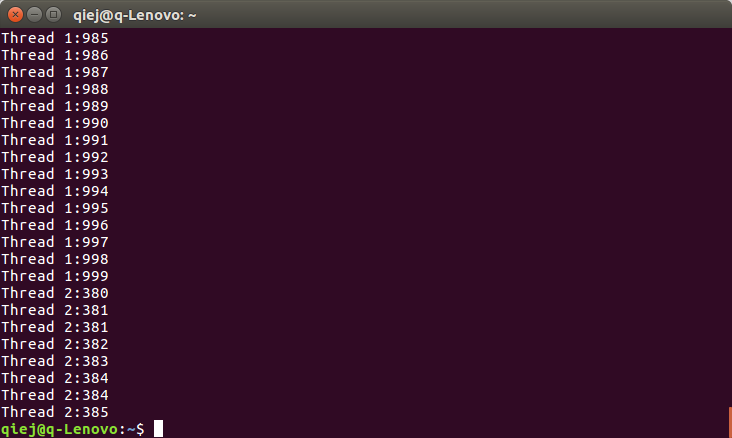 qiej@q-Lenovo: ~
Thread 1:985
Thread 1:986
Thread 1:987
Thread 1:988
Thread 1:989
Thread 1:990
Thread 1:991
Thread 1:992
Thread 1:993
Thread 1:994
Thread 1:995
Thread 1:996
Thread 1:997
Thread 1:998
Thread 1:999
Thread 2:380
Thread 2:381
Thread 2:381
Thread 2:382
Thread 2:383
Thread 2:384
Thread 2:384
Thread 2:385
qiej@q-Lenovo:~$